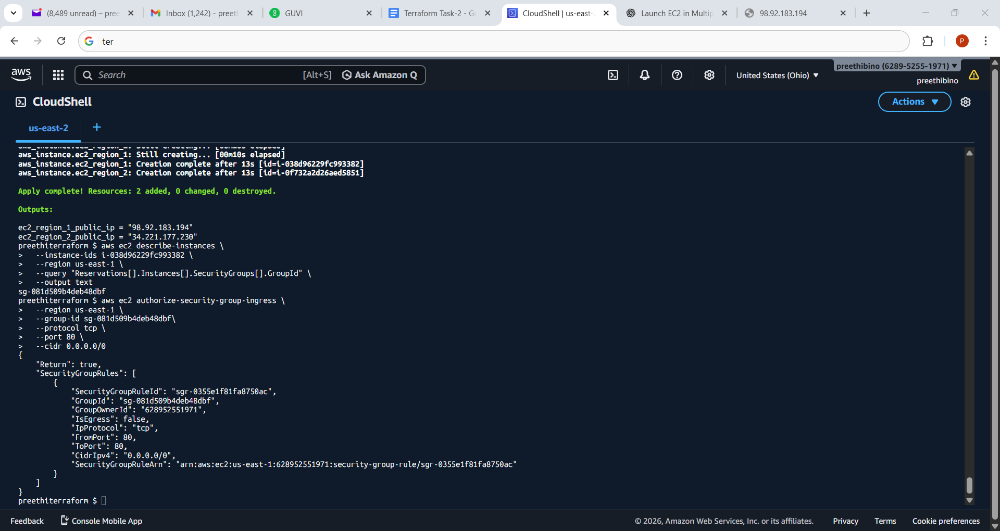 (8,489 unread) – pree
Inbox (1,242) - preeth
GUVI
Terraform Task-2 - Go
CloudShell | us-east-
Launch EC2 in Multip
98.92.183.194
ter
P
aws
Search
[Alt+S]
Ask Amazon Q
United States (Ohio)
preethibino (6289-5255-1971)
preethibino
CloudShell
Actions
us-east-2
aws_instance.ec2_region_1: Still creating... [00m10s elapsed]
aws_instance.ec2_region_1: Creation complete after 13s [id=i-038d96229fc993382]
aws_instance.ec2_region_2: Creation complete after 13s [id=i-0f732a2d26aed5851]
Apply complete! Resources: 2 added, 0 changed, 0 destroyed.
Outputs:
ec2_region_1_public_ip = "98.92.183.194"
ec2_region_2_public_ip = "34.221.177.230"
preethiterraform $ aws ec2 describe-instances \
>   --instance-ids i-038d96229fc993382 \
>   --region us-east-1 \
>   --query "Reservations[].Instances[].SecurityGroups[].GroupId" \
>   --output text
sg-081d509b4deb48dbf
preethiterraform $ aws ec2 authorize-security-group-ingress \
>   --region us-east-1 \
>   --group-id sg-081d509b4deb48dbf\
>   --protocol tcp \
>   --port 80 \
>   --cidr 0.0.0.0/0
{
    "Return": true,
    "SecurityGroupRules": [
        {
            "SecurityGroupRuleId": "sgr-0355e1f81fa8750ac",
            "GroupId": "sg-081d509b4deb48dbf",
            "GroupOwnerId": "628952551971",
            "IsEgress": false,
            "IpProtocol": "tcp",
            "FromPort": 80,
            "ToPort": 80,
            "CidrIpv4": "0.0.0.0/0",
            "SecurityGroupRuleArn": "arn:aws:ec2:us-east-1:628952551971:security-group-rule/sgr-0355e1f81fa8750ac"
        }
    ]
}
preethiterraform $
Feedback
Console Mobile App
© 2026, Amazon Web Services, Inc. or its affiliates.
Privacy
Terms
Cookie preferences